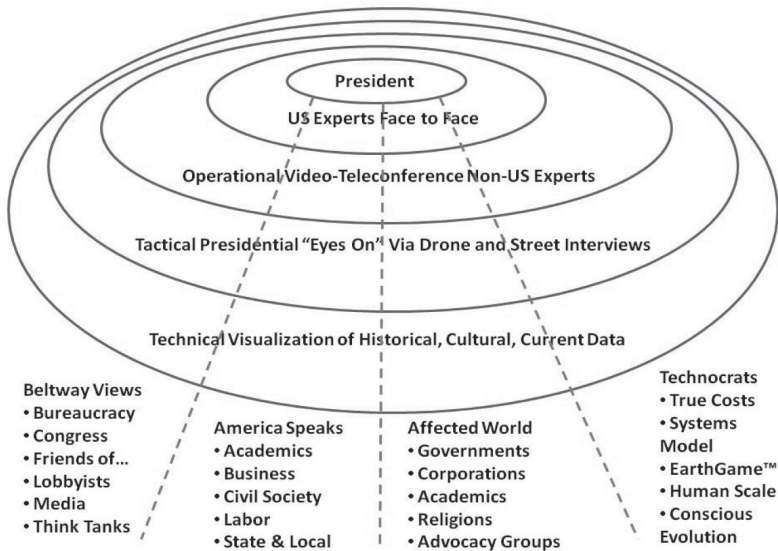 President
US Experts Face to Face
Operational Video-Teleconference Non-US Experts
Tactical Presidential “Eyes On” Via Drone and Street Interviews
Technical Visualization of Historical, Cultural, Current Data
Beltway Views
• Bureaucracy
• Congress
• Friends of...
• Lobbyists
• Media
• Think Tanks
America Speaks
• Academics
• Business
• Civil Society
• Labor
• State & Local
Affected World
• Governments
• Corporations
• Academics
• Religions
• Advocacy Groups
Technocrats
• True Costs
• Systems
Model
• EarthGame™
• Human Scale
• Conscious
Evolution